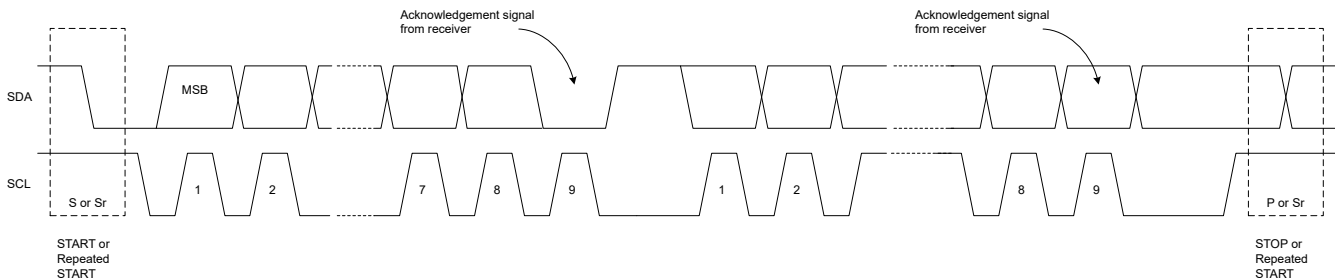 Acknowledgement signal
from receiver
Acknowledgement signal
from receiver
SDA
MSB
SCL
1
2
7
8
9
1
2
8
9
S or Sr
P or Sr
START or
Repeated
START
STOP or
Repeated
START